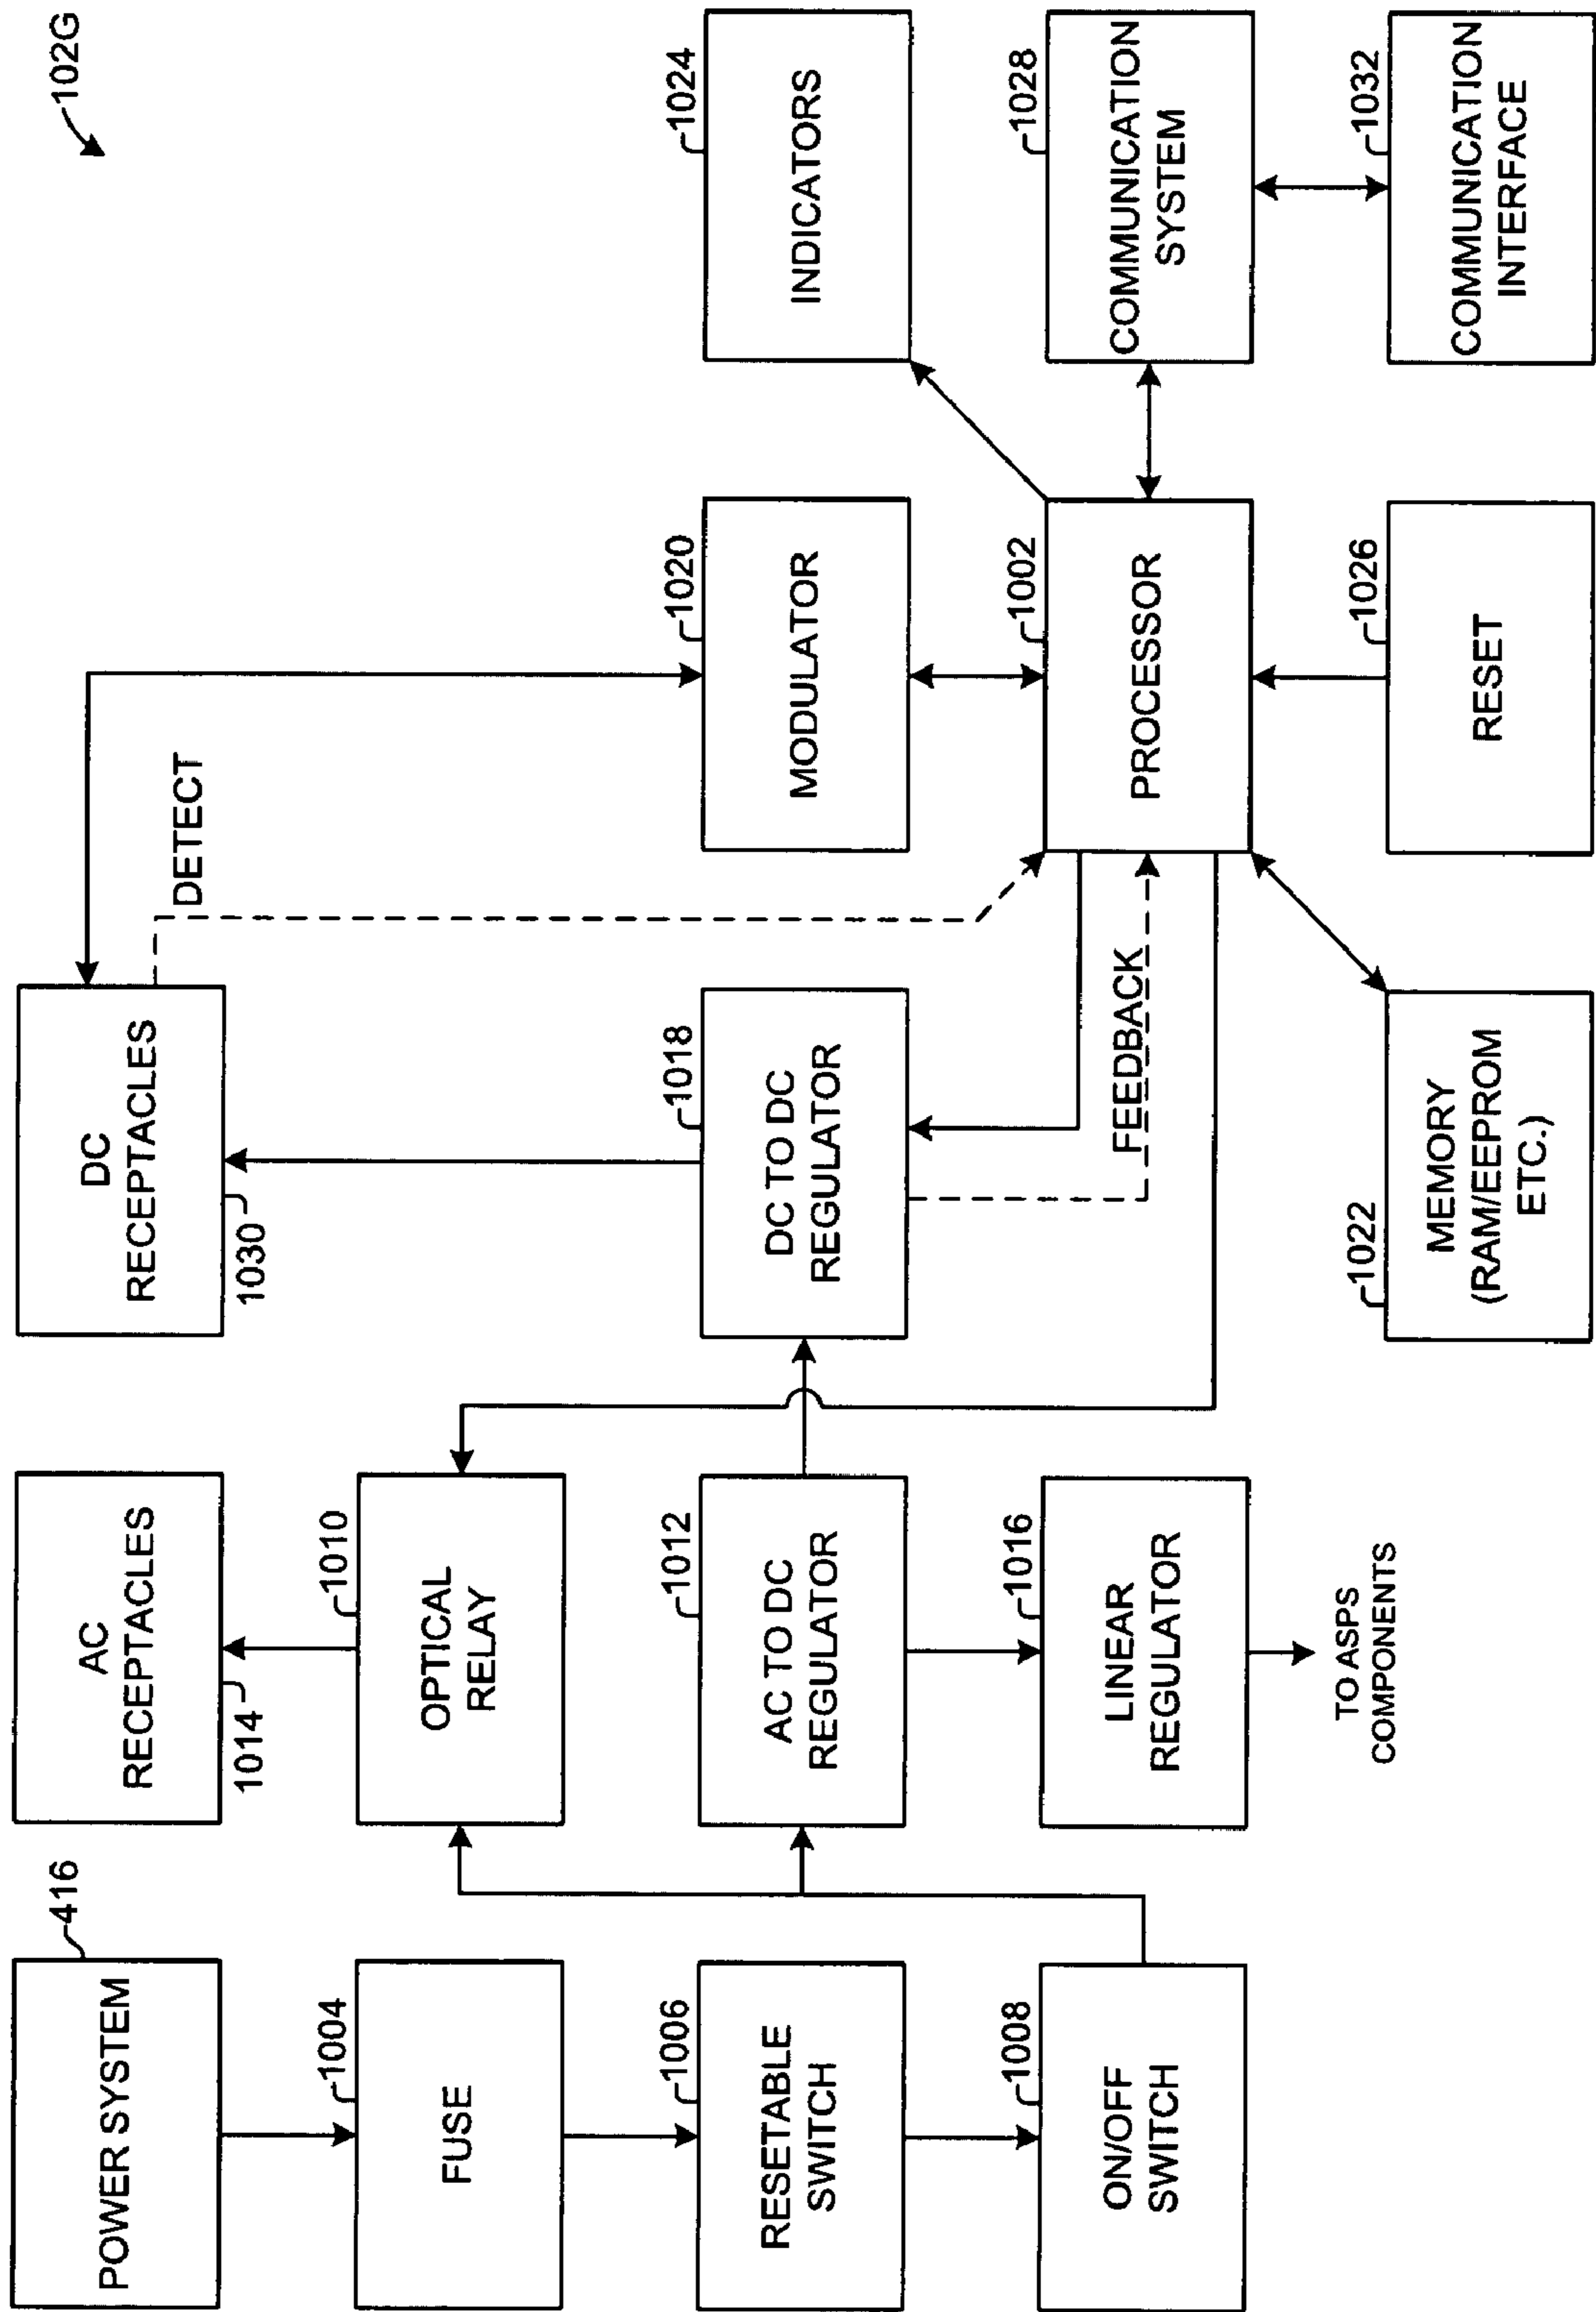 102G
416
POWER SYSTEM
1004
FUSE
1006
RESETABLE
SWITCH
1008
ON/OFF
SWITCH
AC
RECEPTACLES
1014
1010
OPTICAL
RELAY
1012
AC TO DC
REGULATOR
1016
LINEAR
REGULATOR
TO ASPS
COMPONENTS
DC
RECEPTACLES
1030
DETECT
1018
DC TO DC
REGULATOR
FEEDBACK
1022
MEMORY
(RAM/EEPROM
ETC.)
1020
MODULATOR
1002
PROCESSOR
1026
RESET
1024
INDICATORS
1028
COMMUNICATION
SYSTEM
1032
COMMUNICATION
INTERFACE